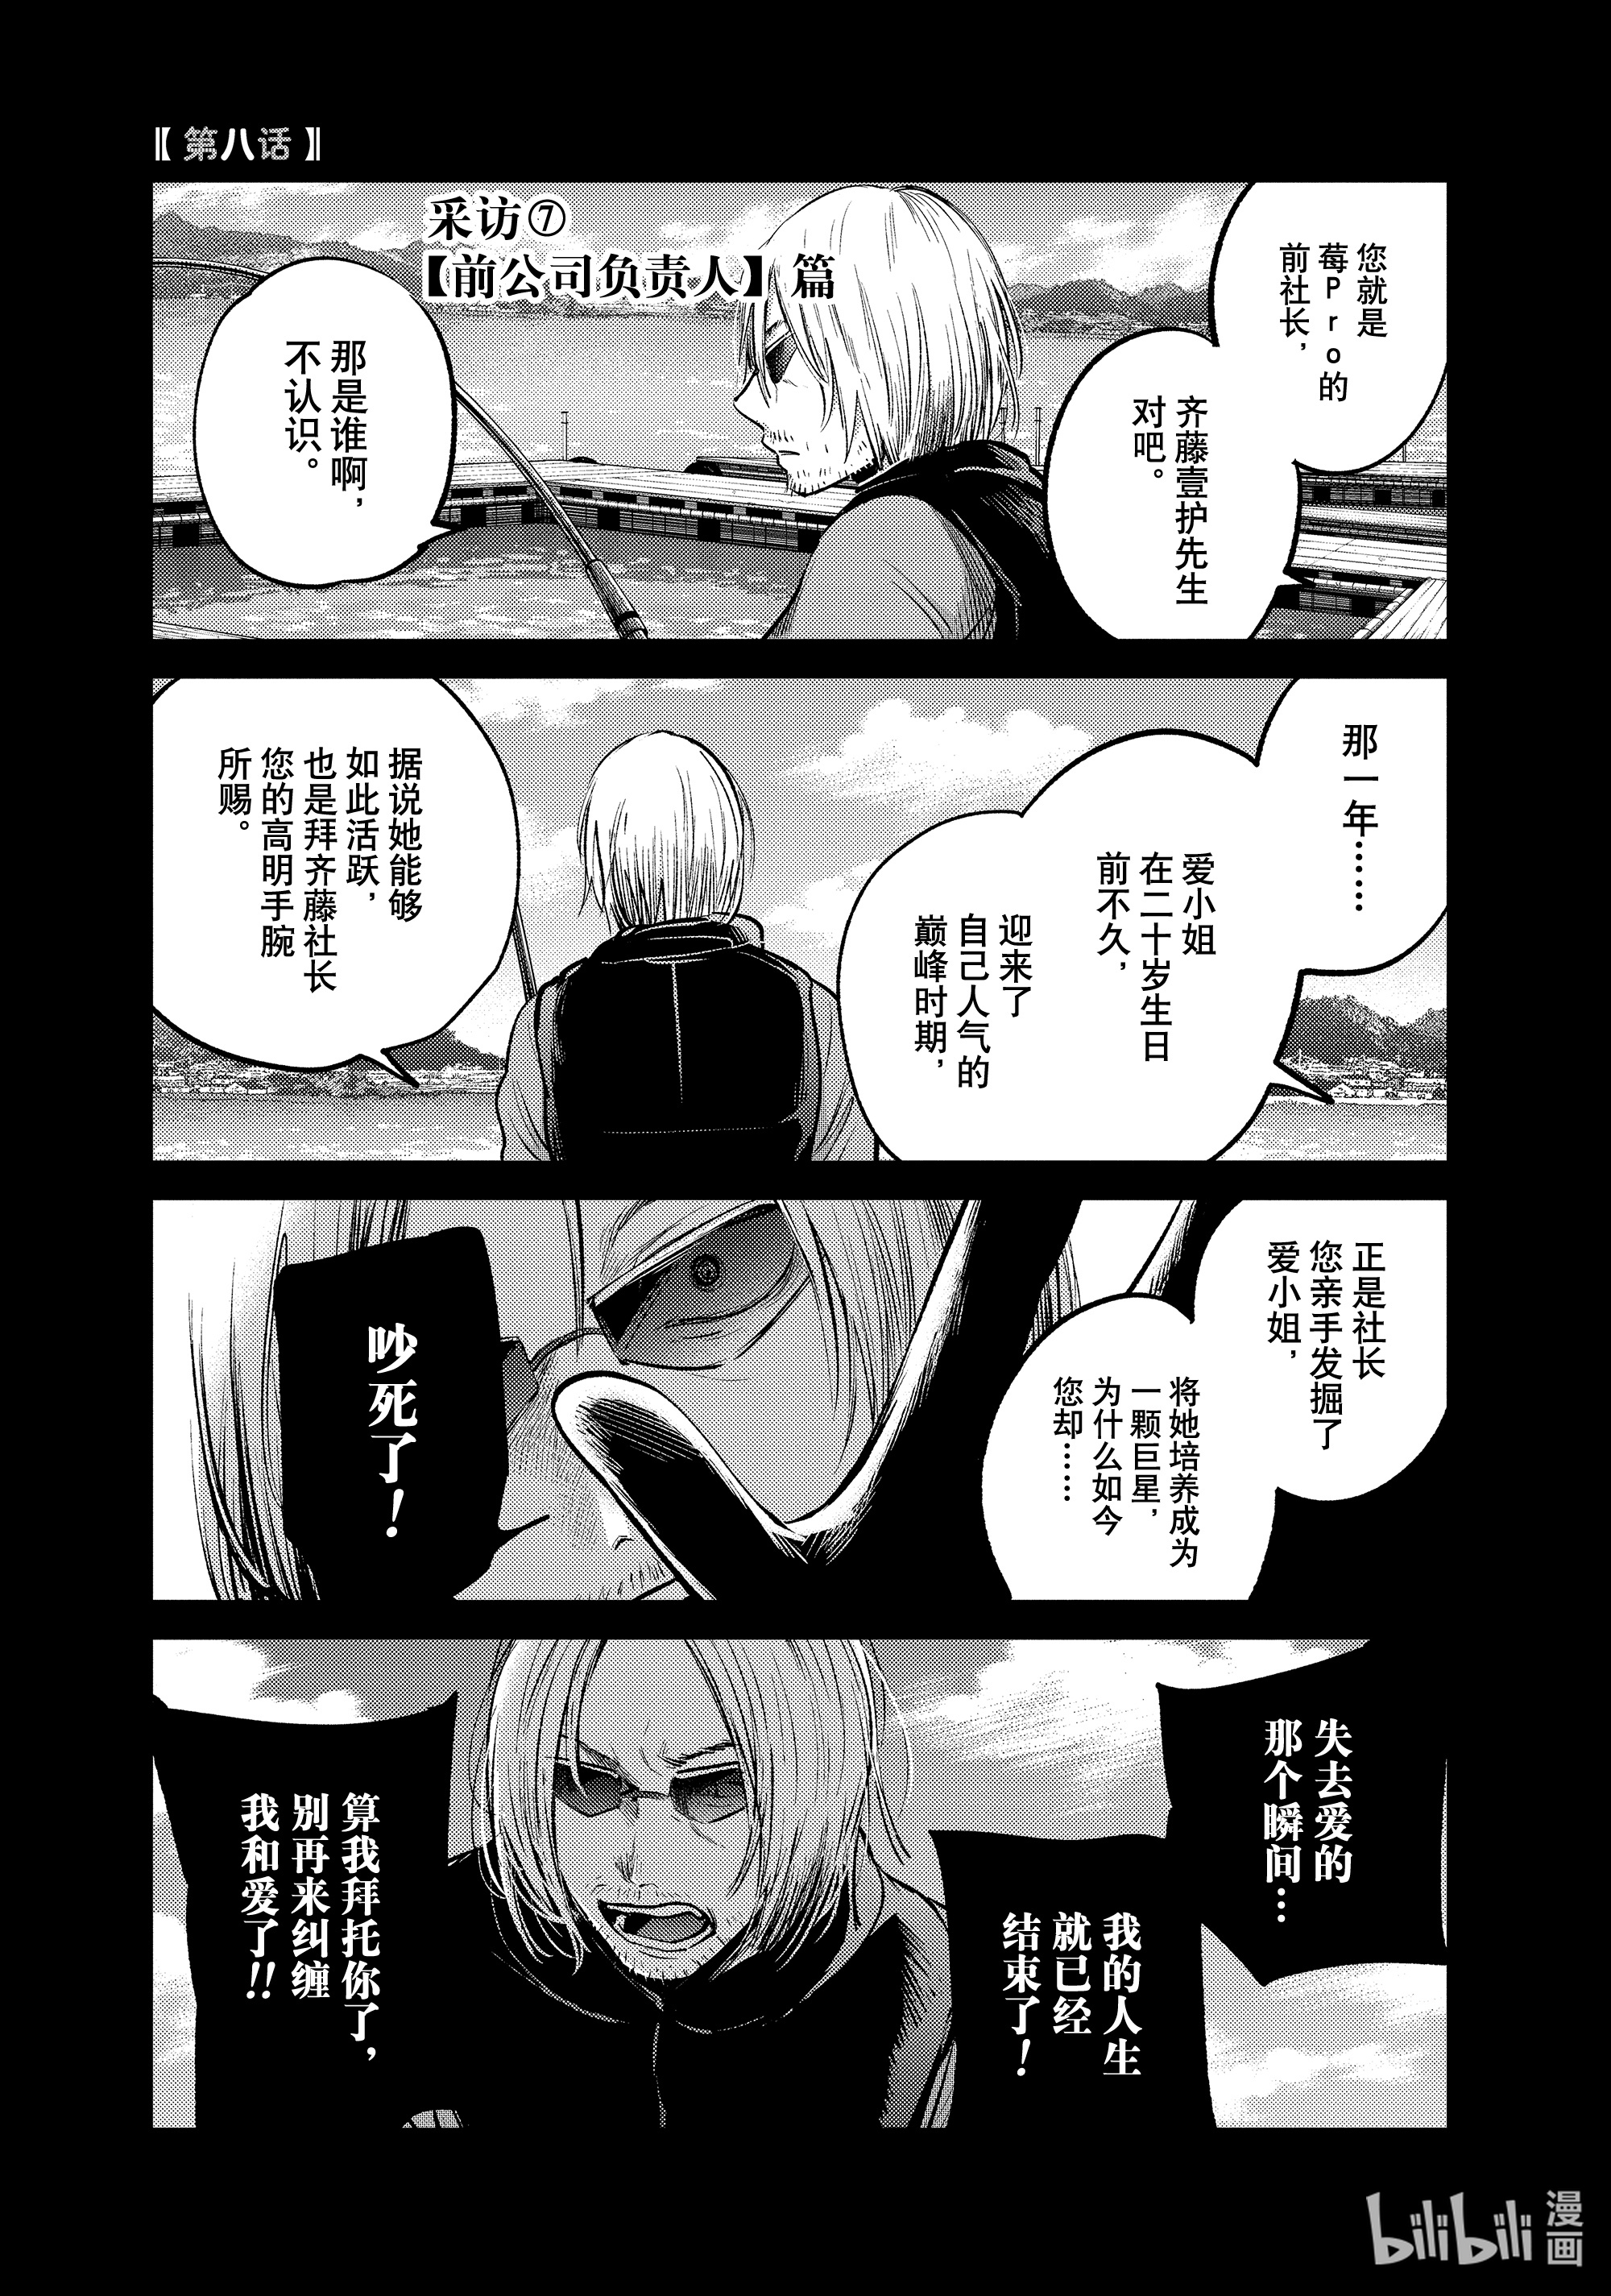 【第八话】
采访⑦
【前公司负责人】篇
您就是
莓Pro的
前社长，
齐藤壹护先生
对吧。
那是谁啊，
不认识。
那一年……
爱小姐
在二十岁生日
前不久，
迎来了
自己人气的
巅峰时期，
据说她能够
如此活跃，
也是拜齐藤社长
您的高明手腕
所赐。
正是社长
您亲手发掘了
爱小姐，
将她培养成为
一颗巨星，
为什么如今
您却……
吵死了！
失去爱的
那个瞬间…
我的人生
就已经
结束了！
算我拜托你了，
别再来纠缠
我和爱了!!
bilibili
漫画